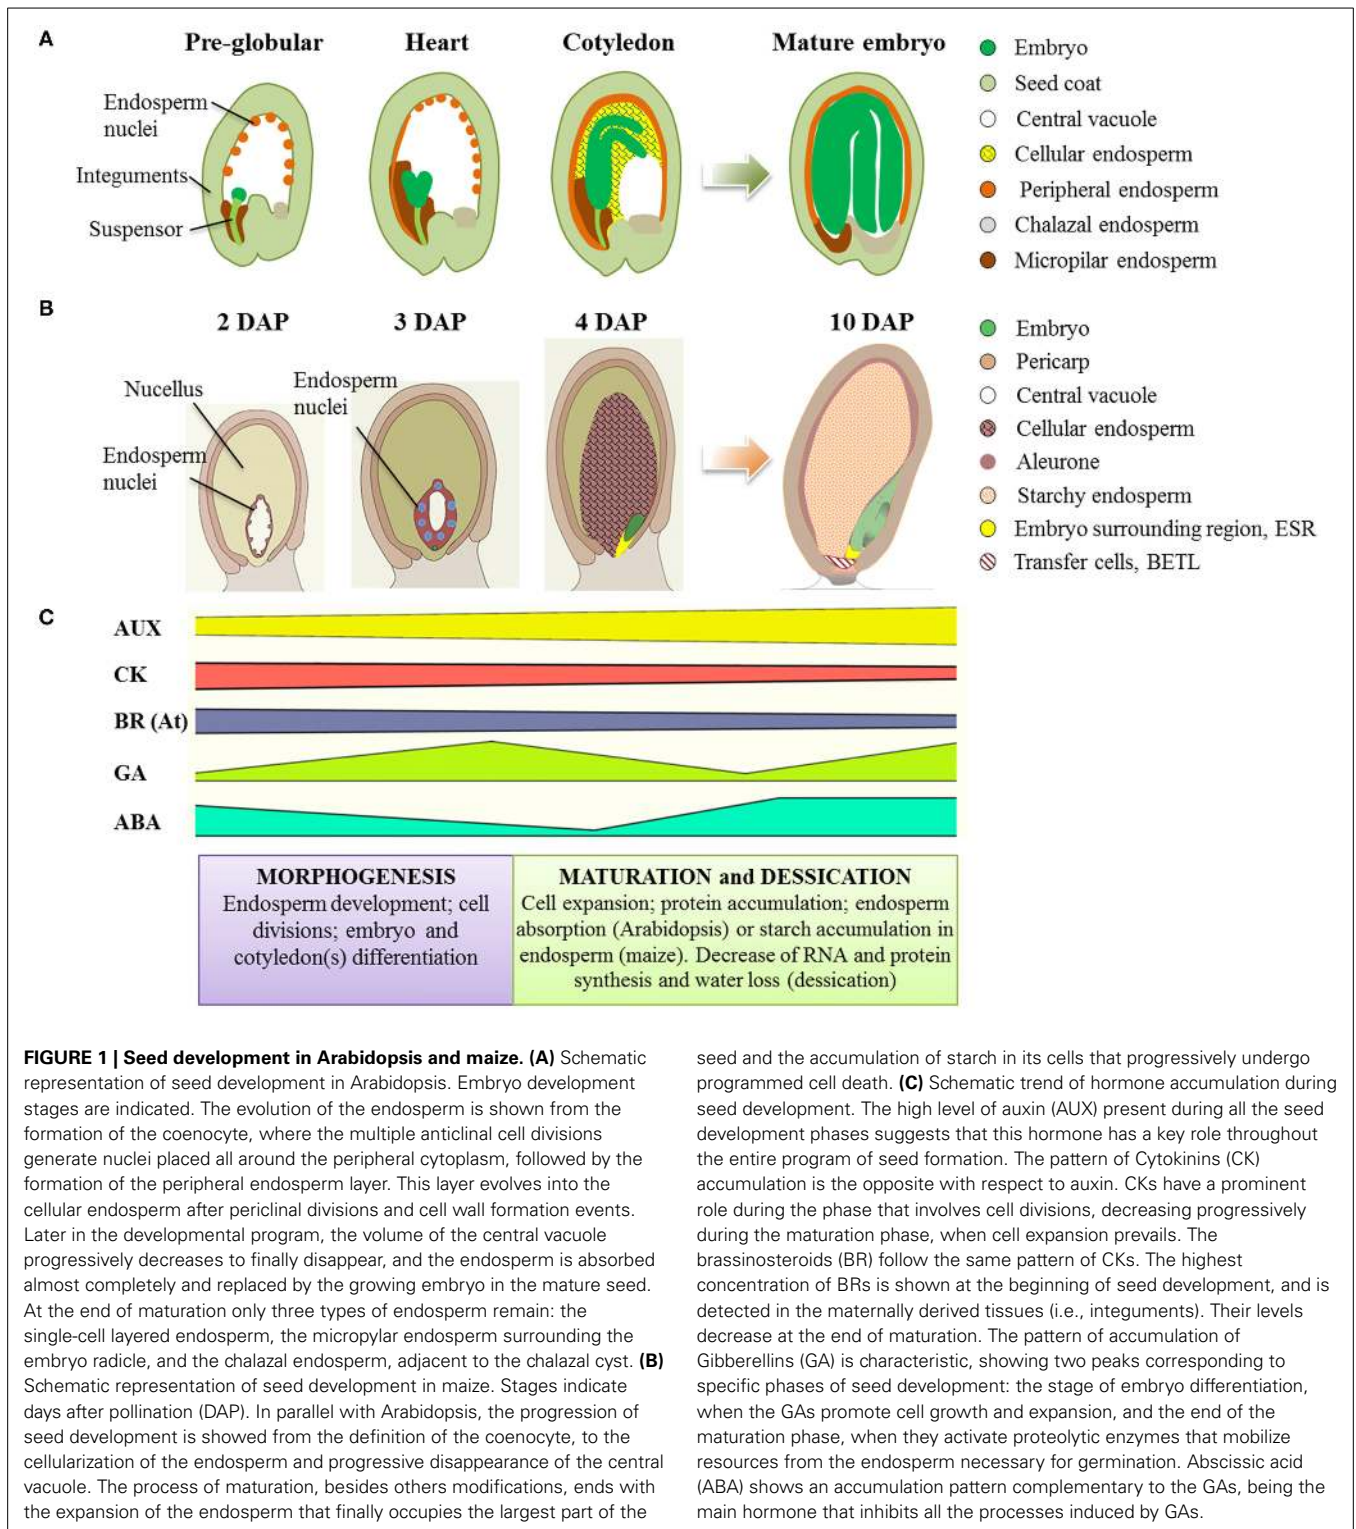 A
Pre-globular
Heart
Cotyledon
Mature embryo
Endosperm
nuclei
Integuments
Suspensor
Embryo
Seed coat
Central vacuole
Cellular endosperm
Peripheral endosperm
Chalazal endosperm
Micropilar endosperm
B
2 DAP
3 DAP
4 DAP
10 DAP
Nucellus
Endosperm
nuclei
Endosperm
nuclei
Embryo
Pericarp
Central vacuole
Cellular endosperm
Aleurone
Starchy endosperm
Embryo surrounding region, ESR
Transfer cells, BETL
C
AUX
CK
BR (At)
GA
ABA
MORPHOGENESIS
Endosperm development; cell
divisions; embryo and
cotyledon(s) differentiation
MATURATION and DESSICATION
Cell expansion; protein accumulation; endosperm
absorption (Arabidopsis) or starch accumulation in
endosperm (maize). Decrease of RNA and protein
synthesis and water loss (dessication)
FIGURE 1 | Seed development in Arabidopsis and maize. (A) Schematic
representation of seed development in Arabidopsis. Embryo development
stages are indicated. The evolution of the endosperm is shown from the
formation of the coenocyte, where the multiple anticlinal cell divisions
generate nuclei placed all around the peripheral cytoplasm, followed by the
formation of the peripheral endosperm layer. This layer evolves into the
cellular endosperm after periclinal divisions and cell wall formation events.
Later in the developmental program, the volume of the central vacuole
progressively decreases to finally disappear, and the endosperm is absorbed
almost completely and replaced by the growing embryo in the mature seed.
At the end of maturation only three types of endosperm remain: the
single-cell layered endosperm, the micropylar endosperm surrounding the
embryo radicle, and the chalazal endosperm, adjacent to the chalazal cyst. (B)
Schematic representation of seed development in maize. Stages indicate
days after pollination (DAP). In parallel with Arabidopsis, the progression of
seed development is showed from the definition of the coenocyte, to the
cellularization of the endosperm and progressive disappearance of the central
vacuole. The process of maturation, besides others modifications, ends with
the expansion of the endosperm that finally occupies the largest part of the
seed and the accumulation of starch in its cells that progressively undergo
programmed cell death. (C) Schematic trend of hormone accumulation during
seed development. The high level of auxin (AUX) present during all the seed
development phases suggests that this hormone has a key role throughout
the entire program of seed formation. The pattern of Cytokinins (CK)
accumulation is the opposite with respect to auxin. CKs have a prominent
role during the phase that involves cell divisions, decreasing progressively
during the maturation phase, when cell expansion prevails. The
brassinosteroids (BR) follow the same pattern of CKs. The highest
concentration of BRs is shown at the beginning of seed development, and is
detected in the maternally derived tissues (i.e., integuments). Their levels
decrease at the end of maturation. The pattern of accumulation of
Gibberellins (GA) is characteristic, showing two peaks corresponding to
specific phases of seed development: the stage of embryo differentiation,
when the GAs promote cell growth and expansion, and the end of the
maturation phase, when they activate proteolytic enzymes that mobilize
resources from the endosperm necessary for germination. Abscissic acid
(ABA) shows an accumulation pattern complementary to the GAs, being the
main hormone that inhibits all the processes induced by GAs.